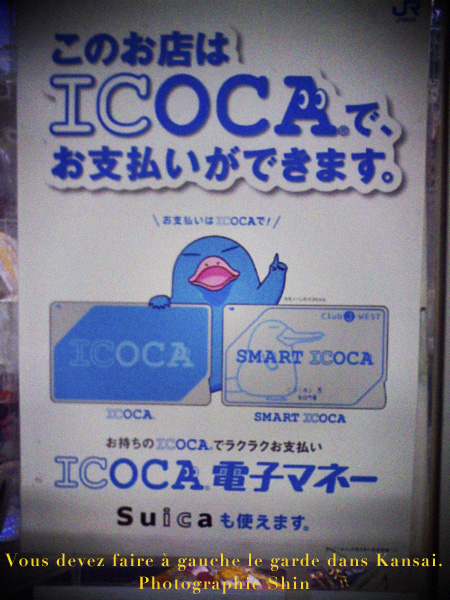 JR
このお店は
ICOCAで、
お支払いができます。
\お支払いはICOCAで!/
Club J-WEST
ICOCA
SMART ICOCA
ICOCA
SMART ICOCA
お持ちのICOCAでラクラクお支払い
ICOCA電子マネー
Suicaも使えます。
Vous devez faire à gauche le garde dans Kansai.
Photographie Shin